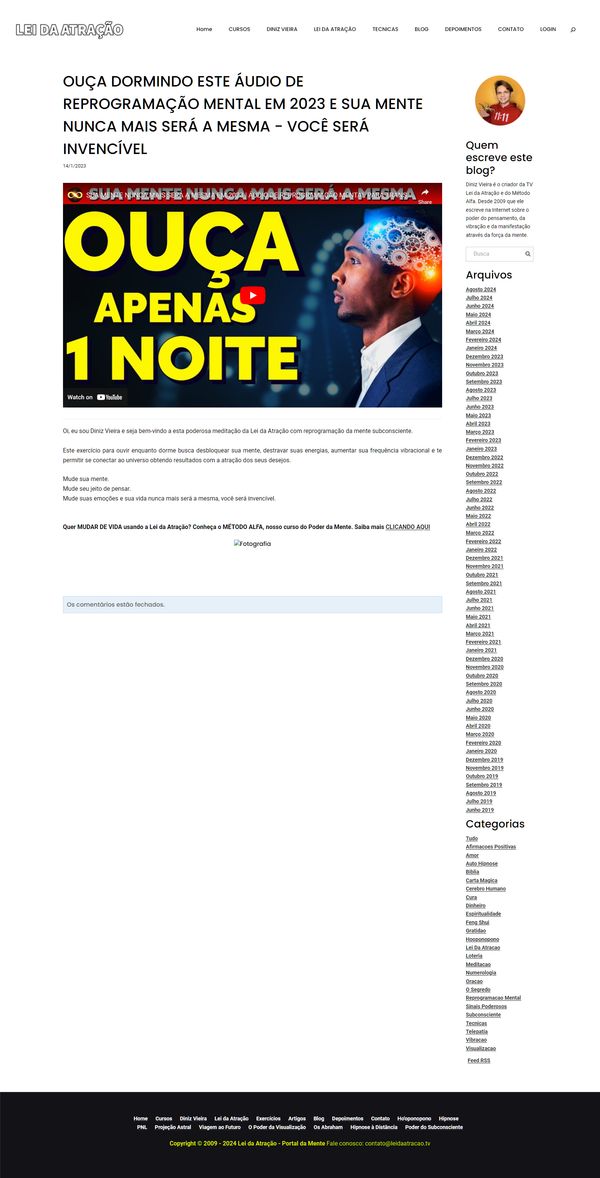 LEI DA ATRAÇÃO
Home CURSOS DINIZ VIEIRA LEI DA ATRAÇÃO TECNICAS BLOG DEPOIMENTOS CONTATO LOGIN
OUÇA DORMINDO ESTE ÁUDIO DE
REPROGRAMAÇÃO MENTAL EM 2023 E SUA MENTE
NUNCA MAIS SERÁ A MESMA - VOCÊ SERÁ
INVENCÍVEL
14/1/2023
SUA MENTE NUNCA MAIS SERÁ A MESMA
Share
OUÇA
APENAS
1 NOITE
Watch on YouTube
Oi, eu sou Diniz Vieira e seja bem-vindo a esta poderosa meditação da Lei da Atração com reprogramação da mente subconsciente.
Este exercício para ouvir enquanto dorme busca desbloquear sua mente, destravar suas energias, aumentar sua frequência vibracional e te
permitir se conectar ao universo obtendo resultados com a atração dos seus desejos.
Mude sua mente.
Mude seu jeito de pensar.
Mude suas emoções e sua vida nunca mais será a mesma, você será invencível.
Quer MUDAR DE VIDA usando a Lei da Atração? Conheça o MÉTODO ALFA, nosso curso do Poder da Mente. Saiba mais CLICANDO AQUI
Fotografia
Os comentários estão fechados.
11:11
Quem
escreve este
blog?
Diniz Vieira é o criador da TV
Lei da Atração e do Método
Alfa. Desde 2009 que ele
escreve na Internet sobre o
poder do pensamento, da
vibração e da manifestação
através da força da mente.
Busca
Arquivos
Agosto 2024
Julho 2024
Junho 2024
Maio 2024
Abril 2024
Março 2024
Fevereiro 2024
Janeiro 2024
Dezembro 2023
Novembro 2023
Outubro 2023
Setembro 2023
Agosto 2023
Julho 2023
Junho 2023
Maio 2023
Abril 2023
Março 2023
Fevereiro 2023
Janeiro 2023
Dezembro 2022
Novembro 2022
Outubro 2022
Setembro 2022
Agosto 2022
Julho 2022
Junho 2022
Maio 2022
Abril 2022
Março 2022
Fevereiro 2022
Janeiro 2022
Dezembro 2021
Novembro 2021
Outubro 2021
Setembro 2021
Agosto 2021
Julho 2021
Junho 2021
Maio 2021
Abril 2021
Março 2021
Fevereiro 2021
Janeiro 2021
Dezembro 2020
Novembro 2020
Outubro 2020
Setembro 2020
Agosto 2020
Julho 2020
Junho 2020
Maio 2020
Abril 2020
Março 2020
Fevereiro 2020
Janeiro 2020
Dezembro 2019
Novembro 2019
Outubro 2019
Setembro 2019
Agosto 2019
Julho 2019
Junho 2019
Categorias
Tudo
Afirmacoes Positivas
Amor
Auto Hipnose
Biblia
Carta Magica
Cerebro Humano
Cura
Dinheiro
Espiritualidade
Feng Shui
Gratidao
Hooponopono
Lei Da Atracao
Loteria
Meditacao
Numerologia
Oracao
O Segredo
Reprogramacao Mental
Sinais Poderosos
Subconsciente
Tecnicas
Telepatia
Vibracao
Visualizacao
Feed RSS
Home Cursos Diniz Vieira Lei da Atração Exercícios Artigos Blog Depoimentos Contato Ho'oponopono Hipnose
PNL Projeção Astral Viagem ao Futuro O Poder da Visualização Os Abraham Hipnose à Distância Poder do Subconsciente
Copyright © 2009 - 2024 Lei da Atração - Portal da Mente Fale conosco: contato@leidaatracao.tv